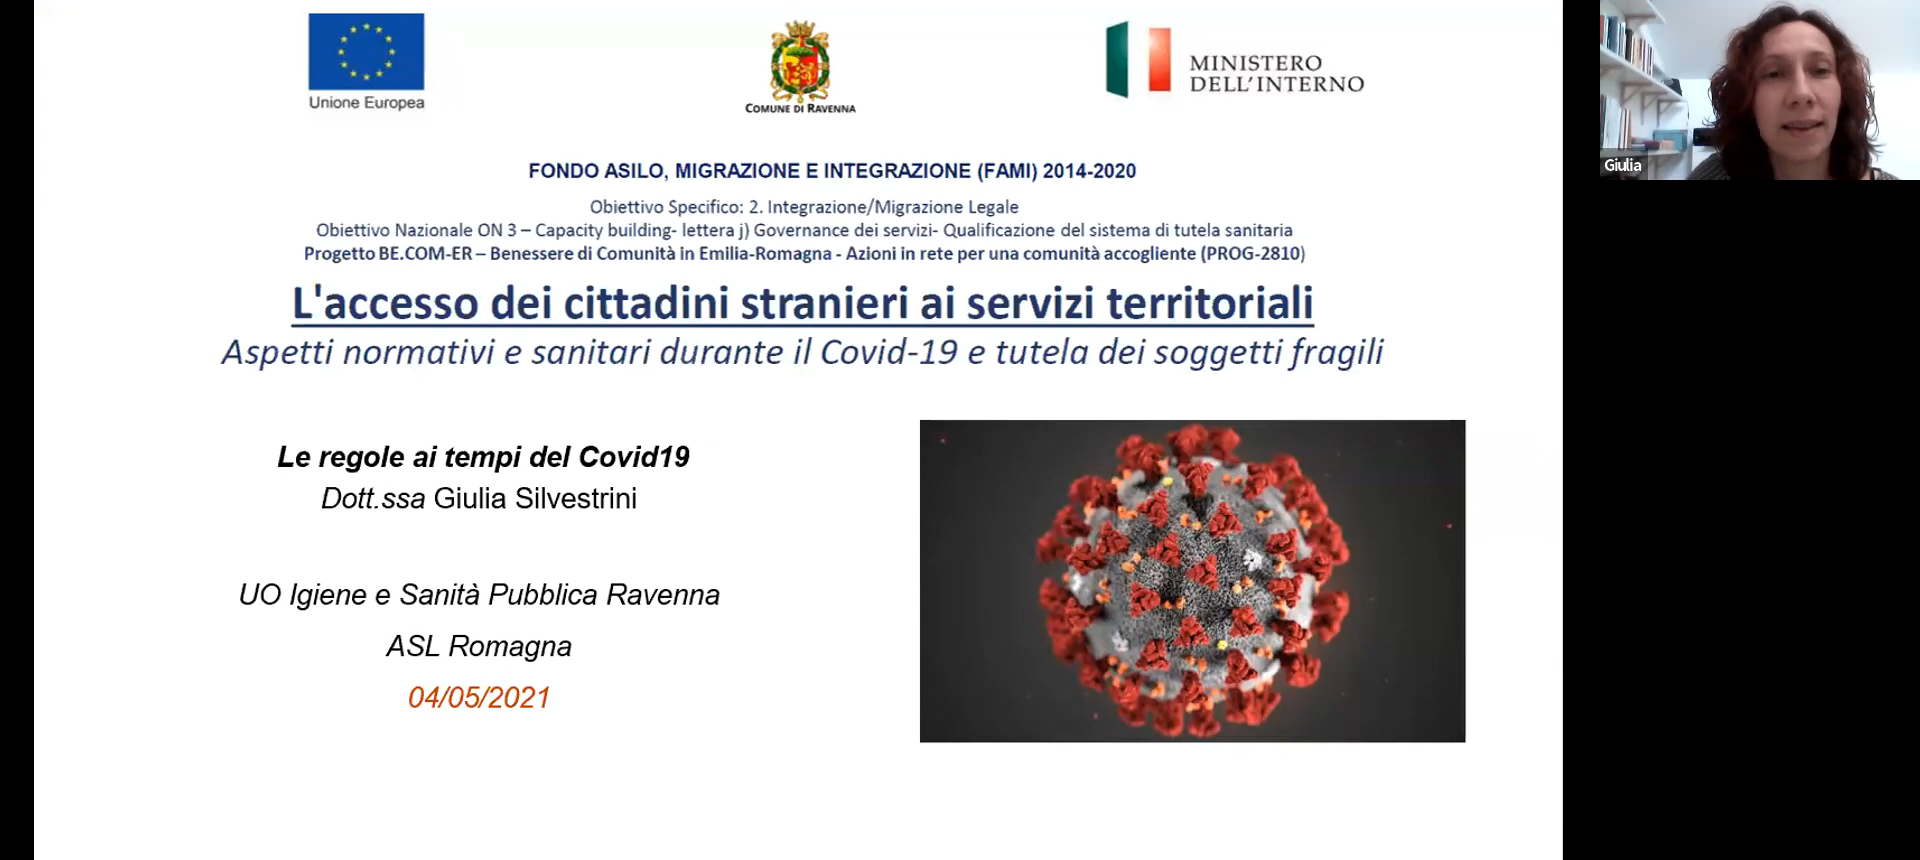 Unione Europea
COMUNE DI RAVENNA
MINISTERO
DELL'INTERNO
Giulia
FONDO ASILO, MIGRAZIONE E INTEGRAZIONE (FAMI) 2014-2020
Obiettivo Specifico: 2. Integrazione/Migrazione Legale
Obiettivo Nazionale ON 3 – Capacity building- lettera j) Governance dei servizi- Qualificazione del sistema di tutela sanitaria
Progetto BE.COM-ER – Benessere di Comunità in Emilia-Romagna - Azioni in rete per una comunità accogliente (PROG-2810)
L'accesso dei cittadini stranieri ai servizi territoriali
Aspetti normativi e sanitari durante il Covid-19 e tutela dei soggetti fragili
Le regole ai tempi del Covid19
Dott.ssa Giulia Silvestrini
UO Igiene e Sanità Pubblica Ravenna
ASL Romagna
04/05/2021